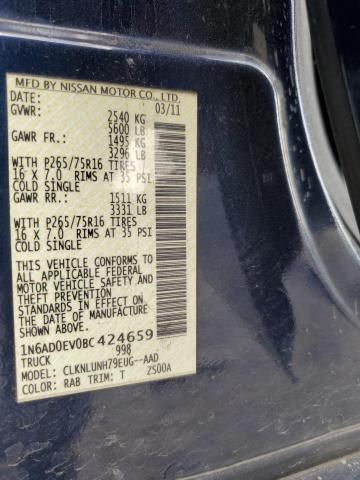 MFD BY NISSAN MOTOR CO., LTD.
DATE: 03/11
GVWR: 2540 KG
5600 LB
GAWR FR: 1495 KG
3296 LB
WITH P265/75R16 TIRES
16 X 7.0 RIMS AT 35 PSI
COLD SINGLE
GAWR RR: 1511 KG
3331 LB
WITH P265/75R16 TIRES
16 X 7.0 RIMS AT 35 PSI
COLD SINGLE
THIS VEHICLE CONFORMS TO
ALL APPLICABLE FEDERAL
MOTOR VEHICLE SAFETY
AND THEFT PREVENTION
STANDARDS IN EFFECT ON
THE DATE OF MANUFACTURE
SHOWN ABOVE.
1N6AD0EV0BC424659
TRUCK 998
MODEL: CLKNLUNH79EUG--AAD
COLOR: RAB TRIM: T ZS00A